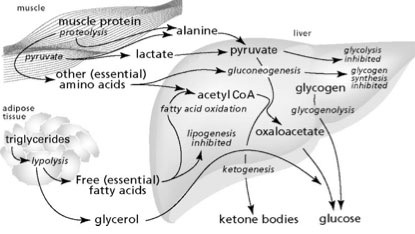 muscle
liver
muscle protein
proteolysis
alanine
pyruvate
lactate
pyruvate
glycolysis
inhibited
other (essential)
amino acids
gluconeogenesis
glycogen
synthesis
inhibited
acetyl CoA
glycogen
fatty acid oxidation
glycogenolysis
adipose
tissue
oxaloacetate
triglycerides
lipogenesis
inhibited
lypolysis
ketogenesis
Free (essential)
fatty acids
glycerol
ketone bodies
glucose